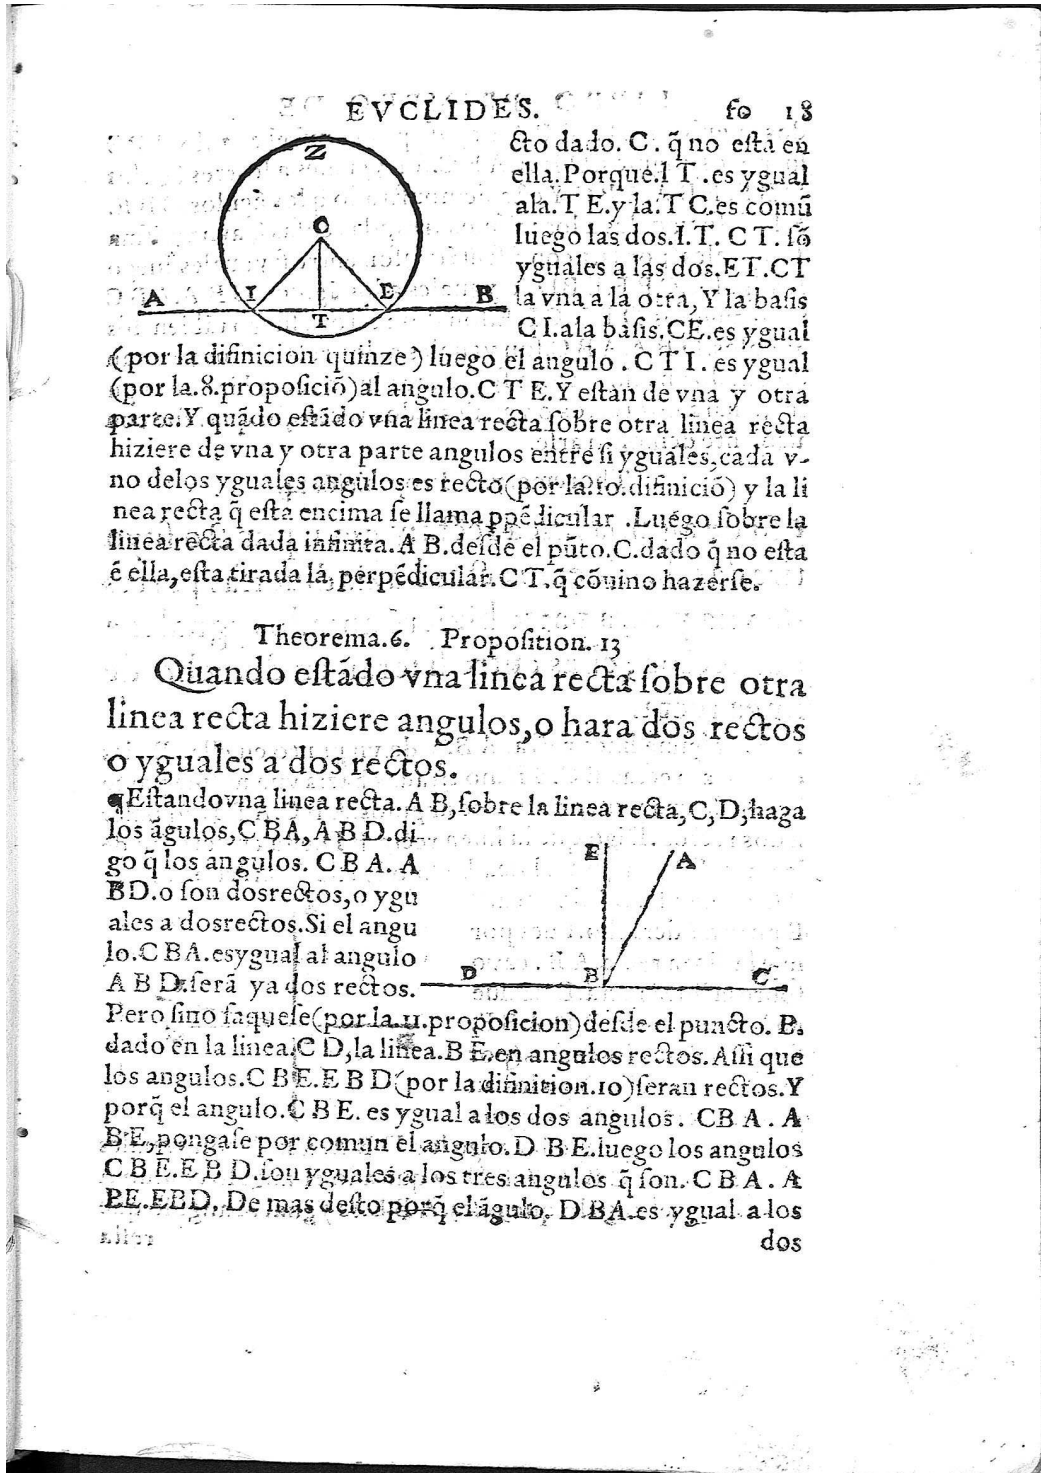 EVCLIDES. fo 18
Z
C
I E
A B
T
cto dado. C. q̃ no esta en
ella. Porque.I T .es ygual
ala.T E.y la.T C.es comũ
luego las dos.I.T. C T. sõ
yguales a las dos.ET.CT
la vna a la otra, Y la basis
C I.ala basis.CE.es ygual
(por la difinicion quinze) luego el angulo . C T I. es ygual
(por la.8.proposiciõ)al angulo.C T E.Y estan de vna y otra
parte.Y quãdo estãdo vna linea recta sobre otra linea recta
hiziere de vna y otra parte angulos entre si yguales,cada v-
no delos yguales angulos es recto(por la.10.difiniciõ) y la li
nea recta q̃ esta encima se llama ꝑpẽdicular .Luego sobre la
linea recta dada infinita.A B.desde el pũto.C.dado q̃ no esta
ẽ ella,esta tirada la perpẽdicular.C T.q̃ cõuino hazerse.
Theorema.6. Proposition.13
Quando estãdo vna linea recta sobre otra
linea recta hiziere angulos,o hara dos rectos
o yguales a dos rectos.
¶Estandovna linea recta.A B,sobre la linea recta,C,D,haga
los ãgulos,C BA,A B D.di-
go q̃ los angulos. C B A. A
BD.o son dosrectos,o ygu
ales a dosrectos.Si el angu
lo.C B A.esygual al angulo
A B D.serã ya dos rectos.
E A
D B C
Pero sino saquese(por la.11.proposicion)desde el puncto. B.
dado en la linea.C D,la linea.B E.en angulos rectos.Assi que
los angulos.C B E.E B D(por la difinition.10)seran rectos.Y
porq̃ el angulo.C B E. es ygual a los dos angulos. CB A . A
B E,pongase por comun el angulo.D B E.luego los angulos
C B E.E B D.son yguales a los tres angulos q̃ son. C B A . A
B E.EBD. De mas desto porq̃ el ãgulo. D BA.es ygual a los
dos